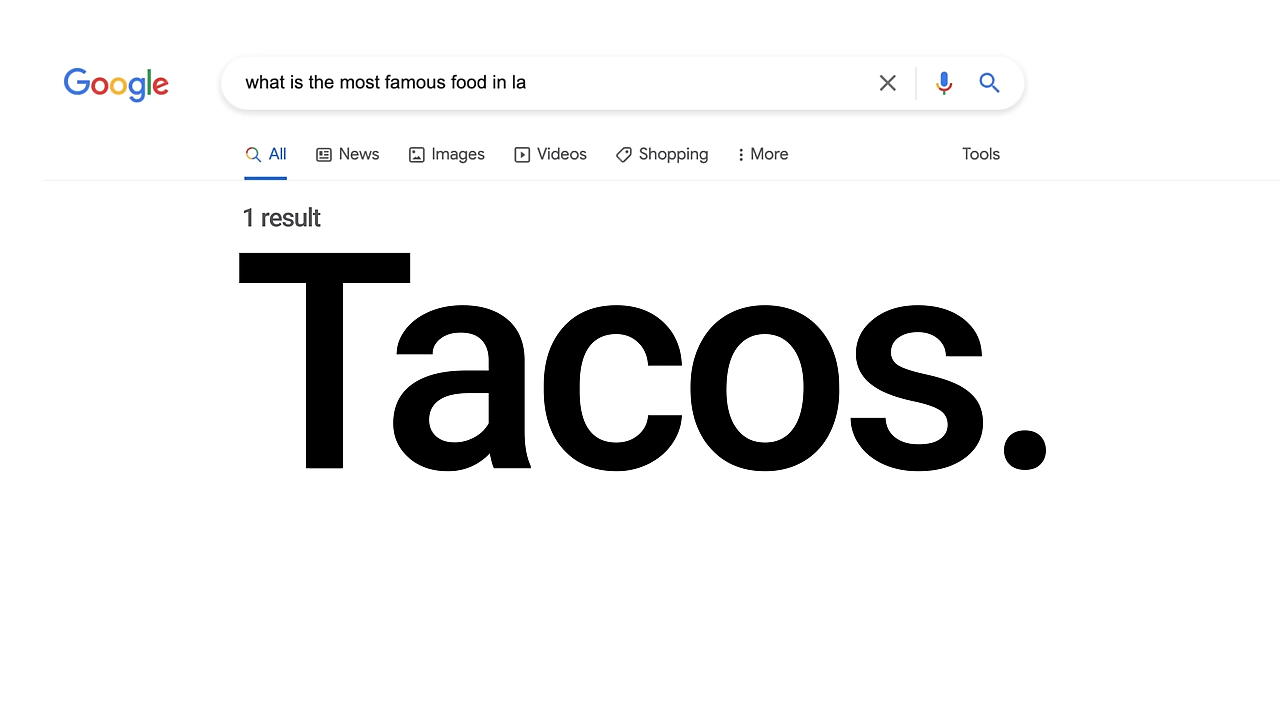 Google what is the most famous food in la
All News Images Videos Shopping More Tools
1 result
Tacos.